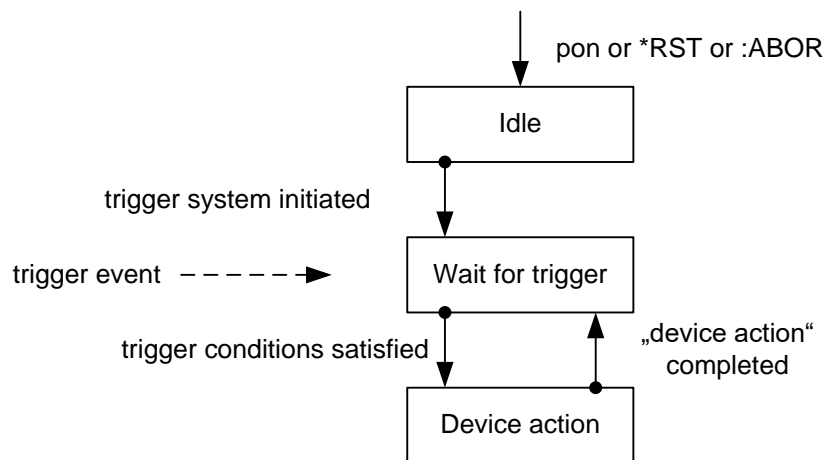 pon or *RST or :ABOR
Idle
trigger system initiated
trigger event
Wait for trigger
trigger conditions satisfied
„device action“
completed
Device action